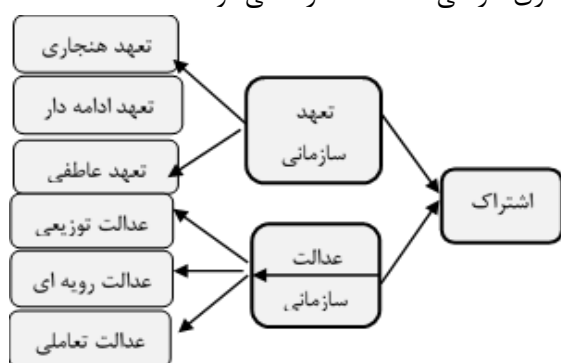 تعهد هنجاری
تعهد ادامه دار
تعهد عاطفی
عدالت توزیعی
عدالت رویه ای
عدالت تعاملی
تعهد
سازمانی
عدالت
سازمانی
اشتراک